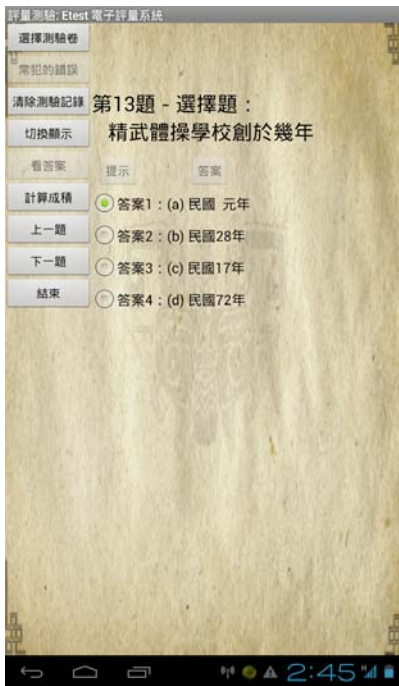 評量測驗: Etest 電子評量系統
選擇測驗卷
常犯的錯誤
清除測驗記錄
切換顯示
看答案
計算成積
上一題
下一題
結束
第13題 - 選擇題：
精武體操學校創於幾年
提示 答案
答案1：(a) 民國 元年
答案2：(b) 民國28年
答案3：(c) 民國17年
答案4：(d) 民國72年
2:45